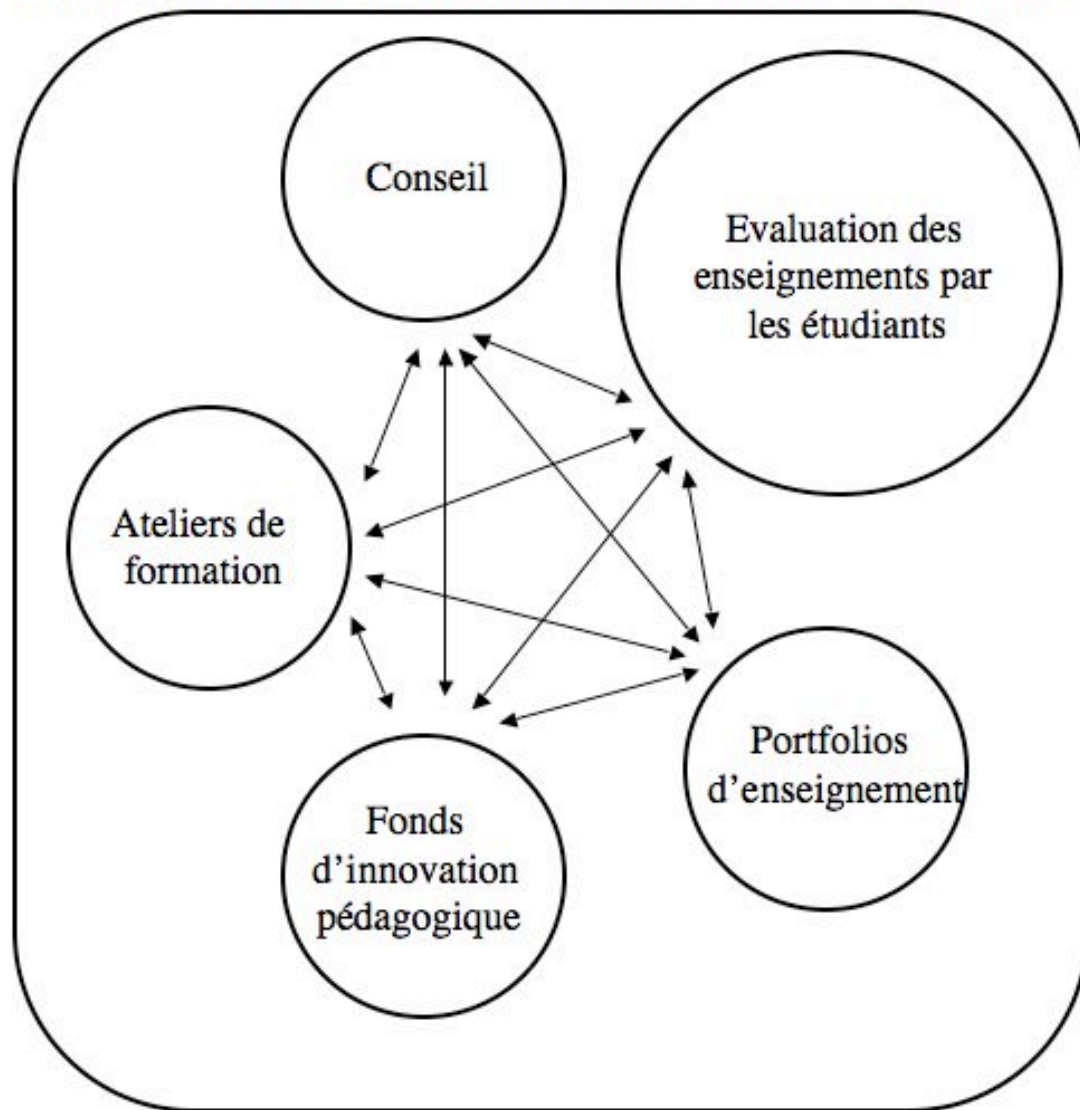 Conseil
Evaluation des
enseignements par
les étudiants
Ateliers de
formation
Portfolios
d’enseignement
Fonds
d’innovation
pédagogique